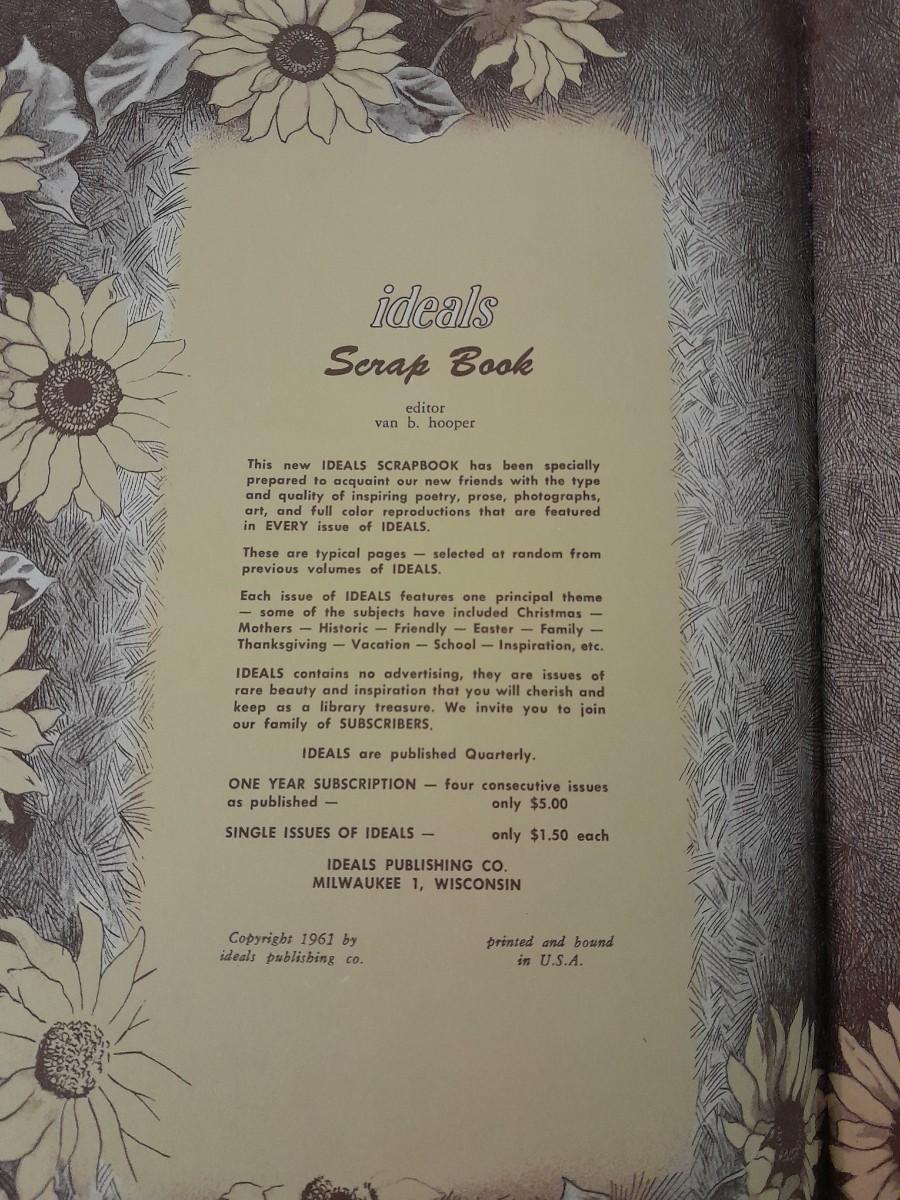 ideals
Scrap Book
editor
van b. hooper
This new IDEALS SCRAPBOOK has been specially
prepared to acquaint our new friends with the type
and quality of inspiring poetry, prose, photographs,
art, and full color reproductions that are featured
in EVERY issue of IDEALS.
These are typical pages — selected at random from
previous volumes of IDEALS.
Each issue of IDEALS features one principal theme
— some of the subjects have included Christmas —
Mothers — Historic — Friendly — Easter — Family —
Thanksgiving — Vacation — School — Inspiration, etc.
IDEALS contains no advertising, they are issues of
rare beauty and inspiration that you will cherish and
keep as a library treasure. We invite you to join
our family of SUBSCRIBERS.
IDEALS are published Quarterly.
ONE YEAR SUBSCRIPTION — four consecutive issues
as published — only $5.00
SINGLE ISSUES OF IDEALS — only $1.50 each
IDEALS PUBLISHING CO.
MILWAUKEE 1, WISCONSIN
Copyright 1961 by
ideals publishing co.
printed and bound
in U.S.A.